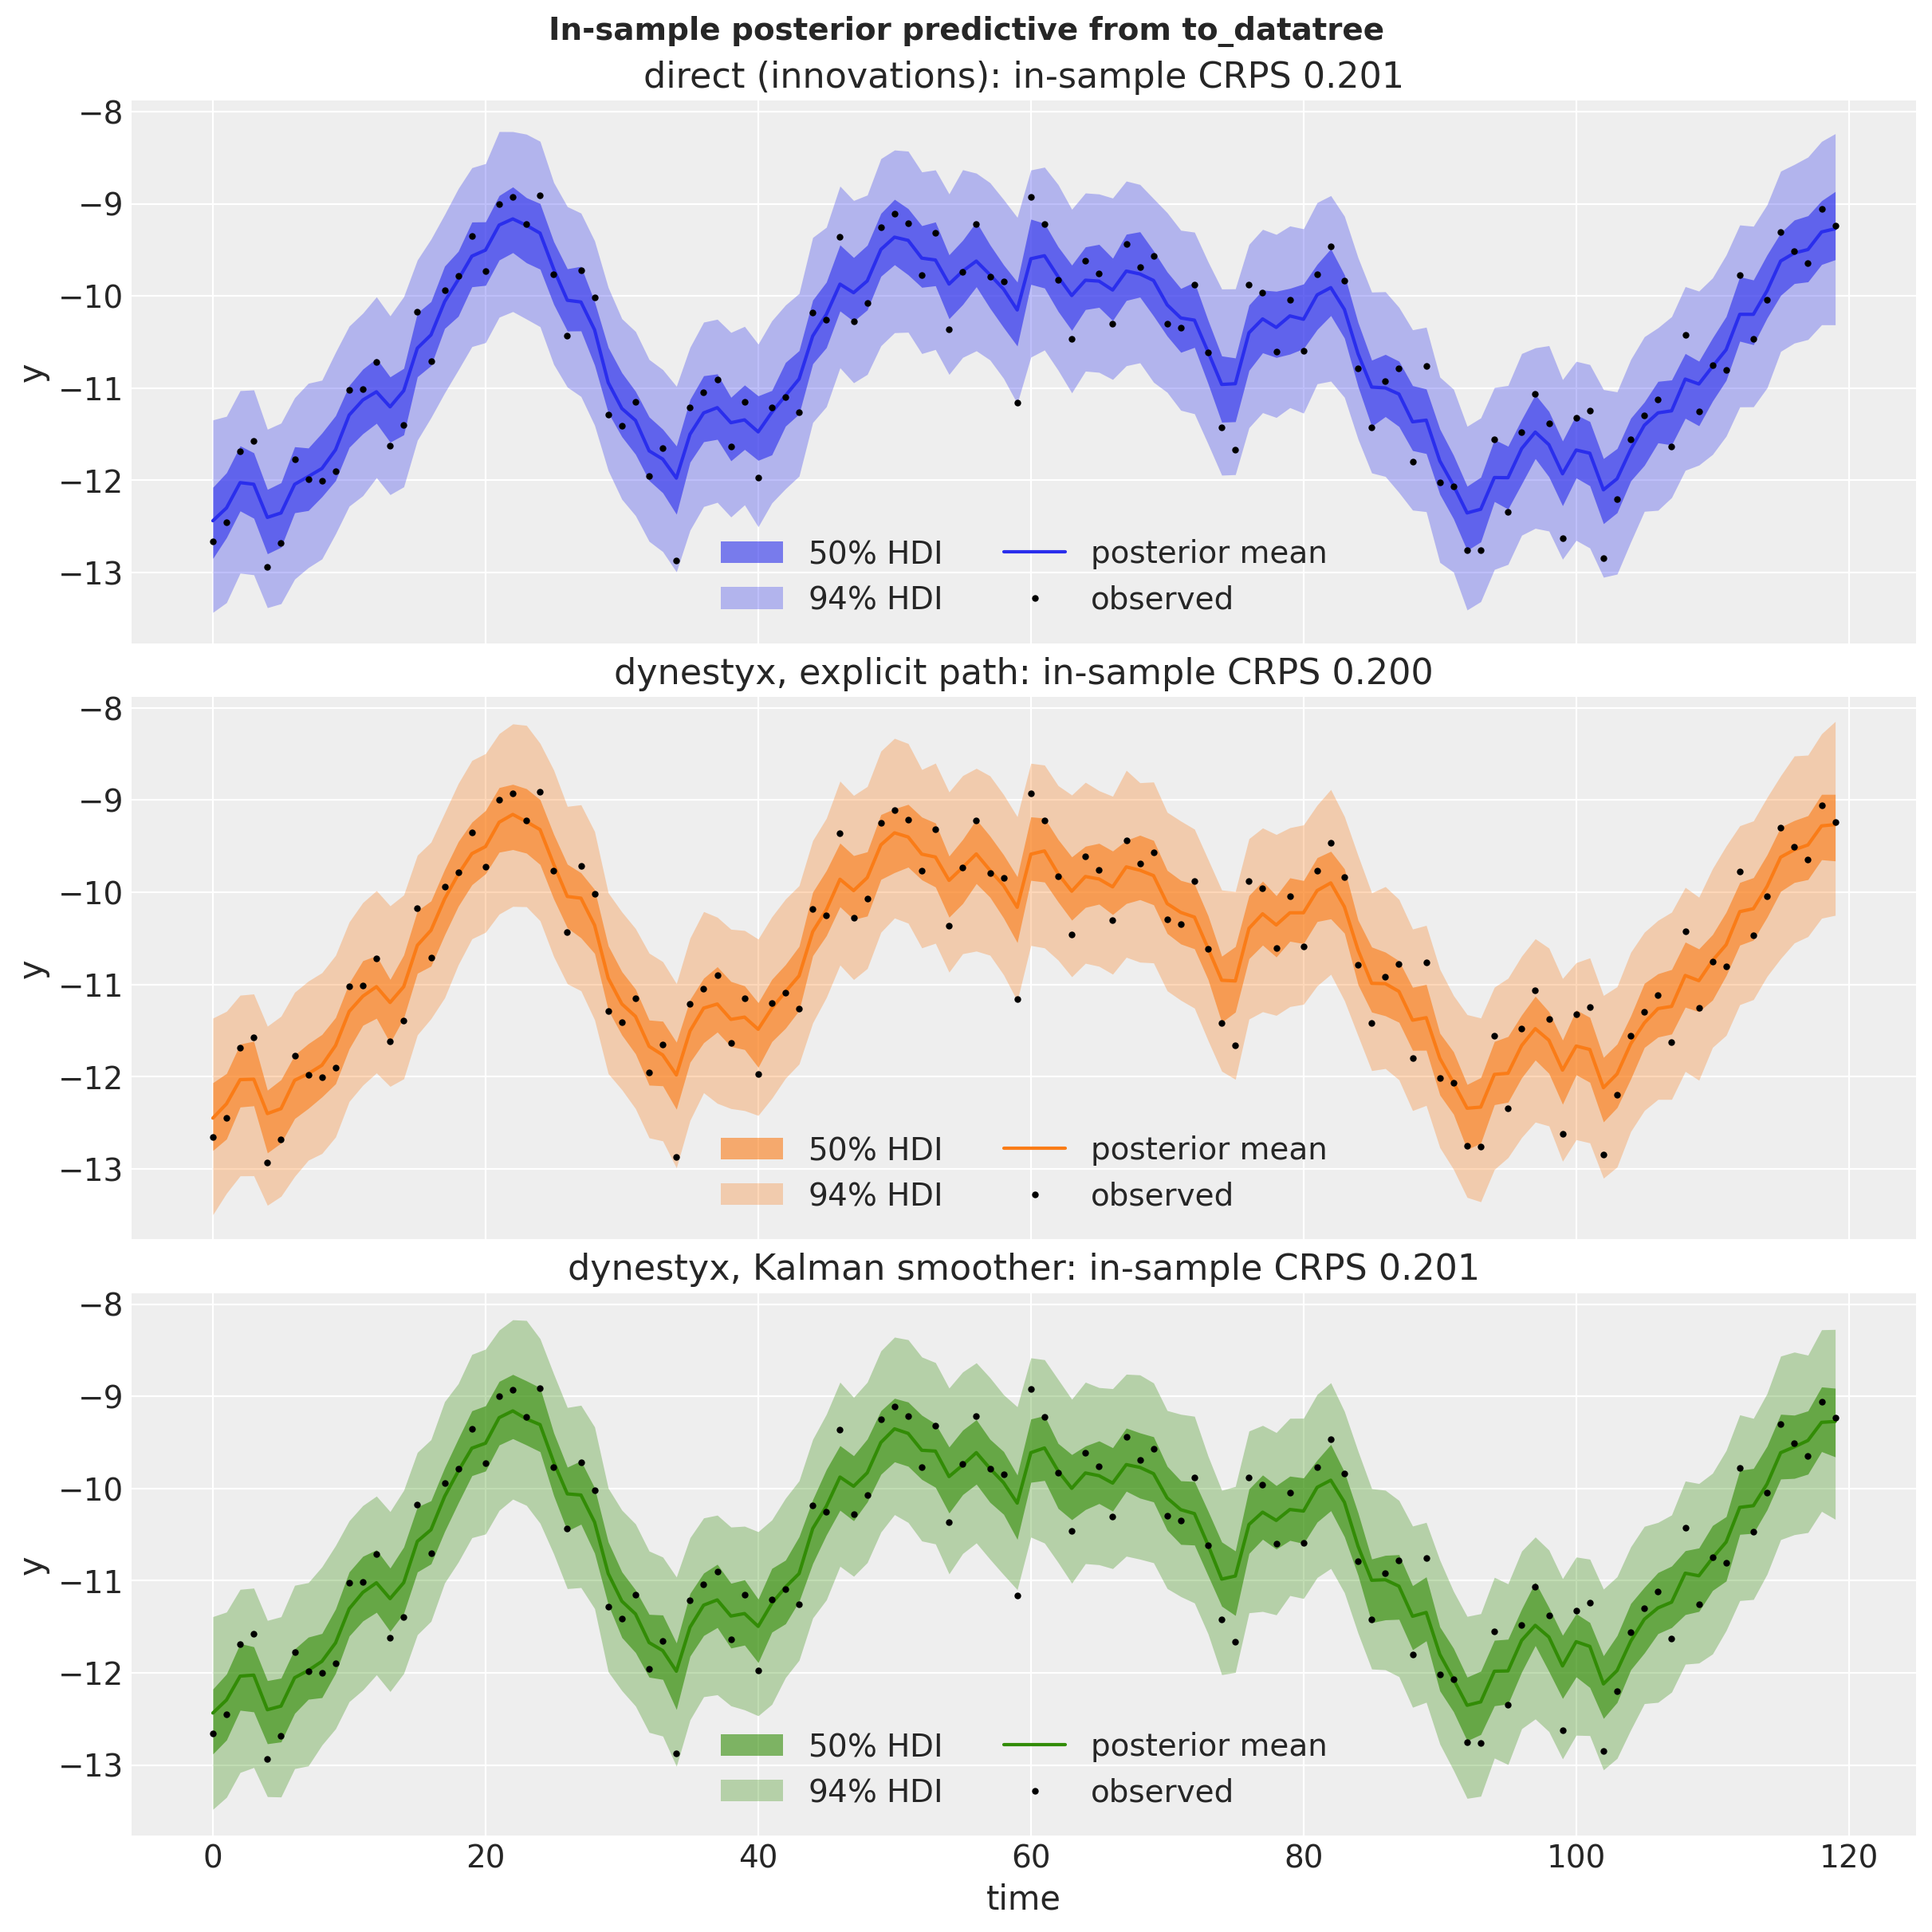 In-sample posterior predictive from to_datatree
direct (innovations): in-sample CRPS 0.201
−8
−9
−10
−11
−12
−13
y
50% HDI
94% HDI
posterior mean
observed
dynestyx, explicit path: in-sample CRPS 0.200
−8
−9
−10
−11
−12
−13
y
50% HDI
94% HDI
posterior mean
observed
dynestyx, Kalman smoother: in-sample CRPS 0.201
−8
−9
−10
−11
−12
−13
y
50% HDI
94% HDI
posterior mean
observed
0 20 40 60 80 100 120
time